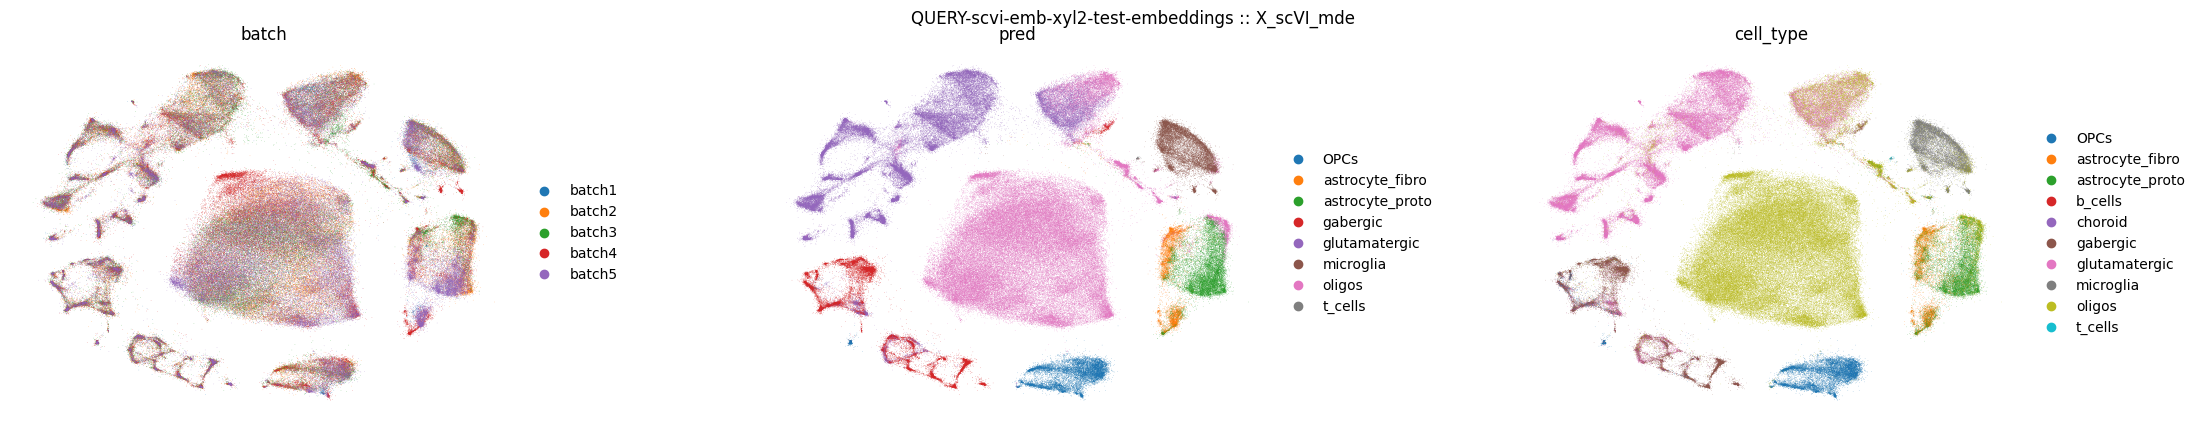 QUERY-scvi-emb-xyl2-test-embeddings :: X_scVI_mde
batch
batch1
batch2
batch3
batch4
batch5
pred
OPCs
astrocyte_fibro
astrocyte_proto
gabergic
glutamatergic
microglia
oligos
t_cells
cell_type
OPCs
astrocyte_fibro
astrocyte_proto
b_cells
choroid
gabergic
glutamatergic
microglia
oligos
t_cells